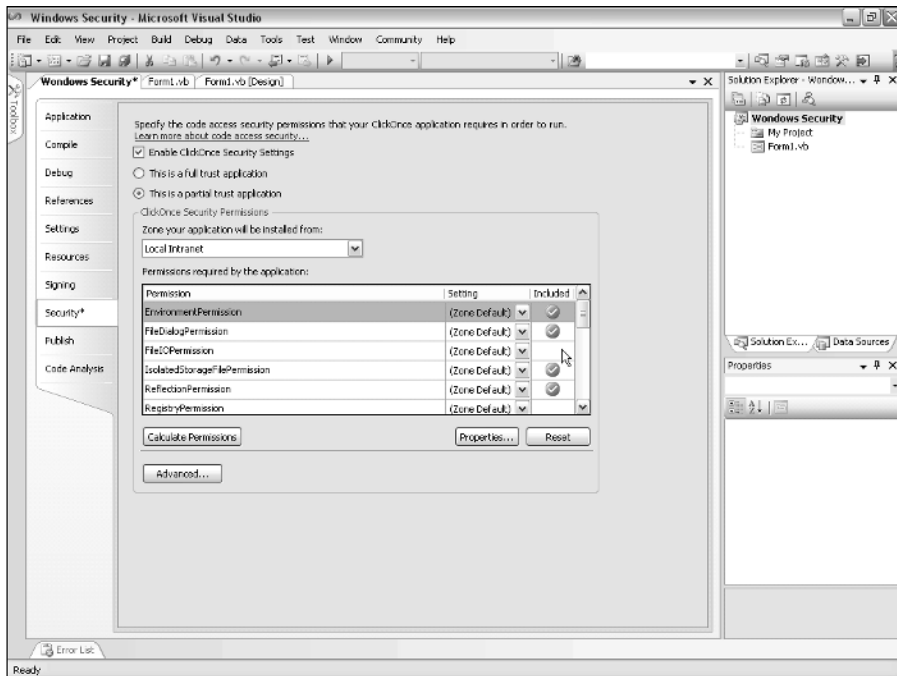 Windows Security - Microsoft Visual Studio
File Edit View Project Build Debug Data Tools Test Window Community Help
Toolbox
Wondows Security* Form1.vb Form1.vb [Design]
Application
Compile
Debug
References
Settings
Resources
Signing
Security*
Publish
Code Analysis
Specify the code access security permissions that your ClickOnce application requires in order to run.
Learn more about code access security...
Enable ClickOnce Security Settings
This is a full trust application
This is a partial trust application
ClickOnce Security Permissions
Zone your application will be installed from:
Local Intranet
Permissions required by the application:
Permission Setting Included
EnvironmentPermission (Zone Default)
FileDialogPermission (Zone Default)
FileIOPermission (Zone Default)
IsolatedStorageFilePermission (Zone Default)
ReflectionPermission (Zone Default)
RegistryPermission (Zone Default)
Calculate Permissions Properties... Reset
Advanced...
Solution Explorer - Wondow...
Wondows Security
My Project
Form1.vb
Solution Ex... Data Sources
Properties
Error List
Ready